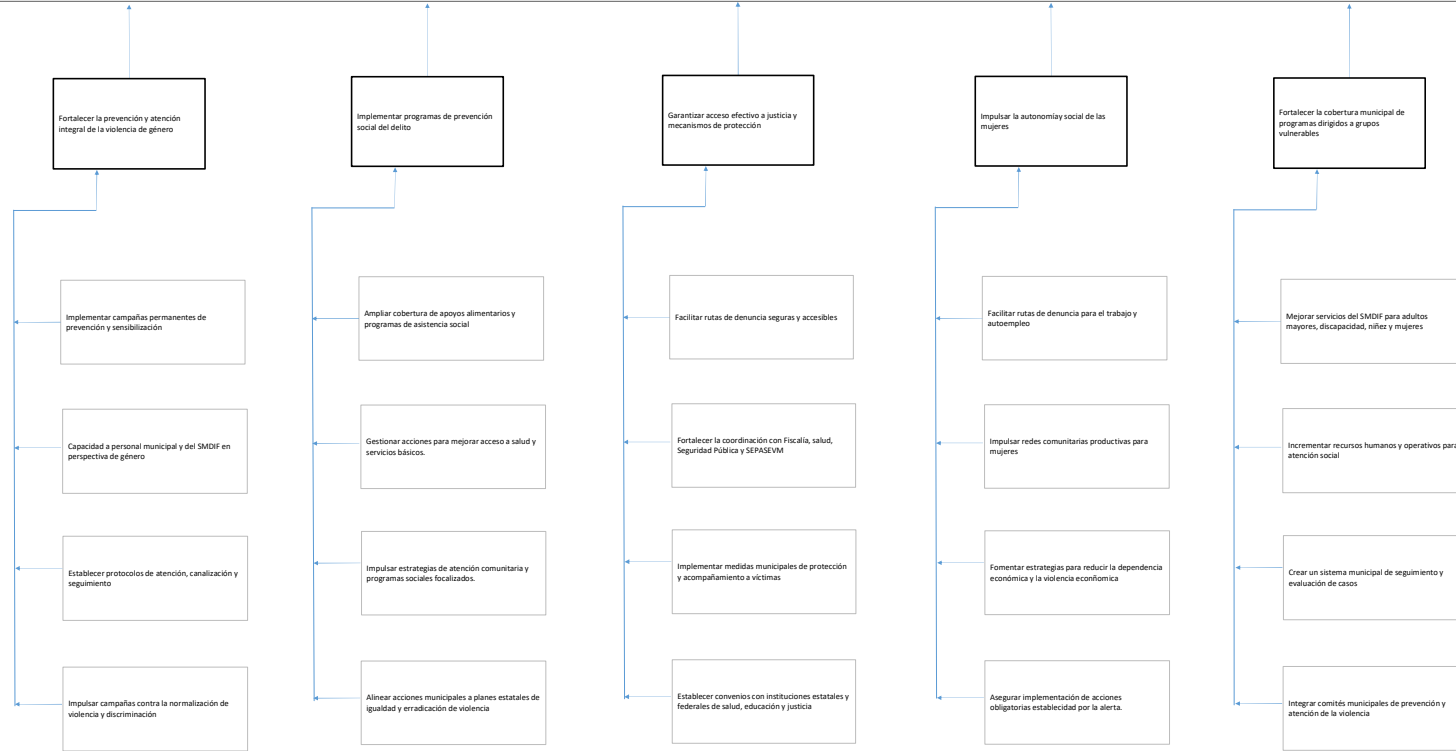 Fortalecer la prevención y atención
integral de la violencia de género
Implementar programas de prevención
social del delito
Garantizar acceso efectivo a justicia y
mecanismos de protección
Impulsar la autonomíay social de las
mujeres
Fortalecer la cobertura municipal de
programas dirigidos a grupos
vulnerables
Implementar campañas permanentes de
prevención y sensibilización
Ampliar cobertura de apoyos alimentarios y
programas de asistencia social
Facilitar rutas de denuncia seguras y accesibles
Facilitar rutas de denuncia para el trabajo y
autoempleo
Mejorar servicios del SMDIF para adultos
mayores, discapacidad, niñez y mujeres
Capacidad a personal municipal y del SMDIF en
perspectiva de género
Gestionar acciones para mejorar acceso a salud y
servicios básicos.
Fortalecer la coordinación con Fiscalía, salud,
Seguridad Pública y SEPASEVM
Impulsar redes comunitarias productivas para
mujeres
Incrementar recursos humanos y operativos para
atención social
Establecer protocolos de atención, canalización y
seguimiento
Impulsar estrategias de atención comunitaria y
programas sociales focalizados.
Implementar medidas municipales de protección
y acompañamiento a víctimas
Fomentar estrategias para reducir la dependencia
económica y la violencia econñomica
Crear un sistema municipal de seguimiento y
evaluación de casos
Impulsar campañas contra la normalización de
violencia y discriminación
Alinear acciones municipales a planes estatales de
igualdad y erradicación de violencia
Establecer convenios con instituciones estatales y
federales de salud, educación y justicia
Asegurar implementación de acciones
obligatorias establecidad por la alerta.
Integrar comités municipales de prevención y
atención de la violencia